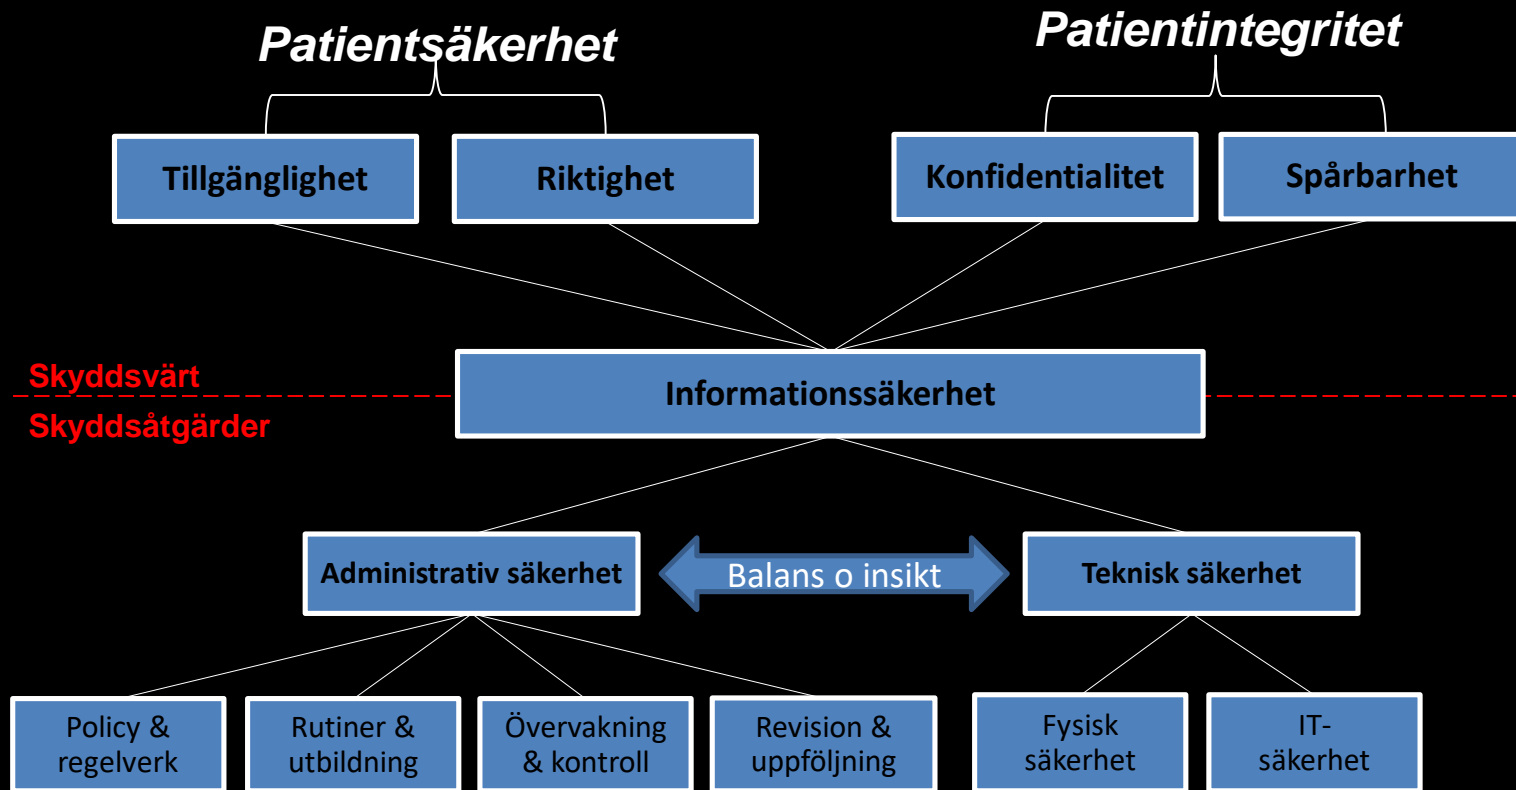 Patientsäkerhet
Patientintegritet
Tillgänglighet
Riktighet
Konfidentialitet
Spårbarhet
Skyddsvärt
Informationssäkerhet
Skyddsåtgärder
Administrativ säkerhet
Balans o insikt
Teknisk säkerhet
Policy &
regelverk
Rutiner &
utbildning
Övervakning
& kontroll
Revision &
uppföljning
Fysisk
säkerhet
IT-
säkerhet